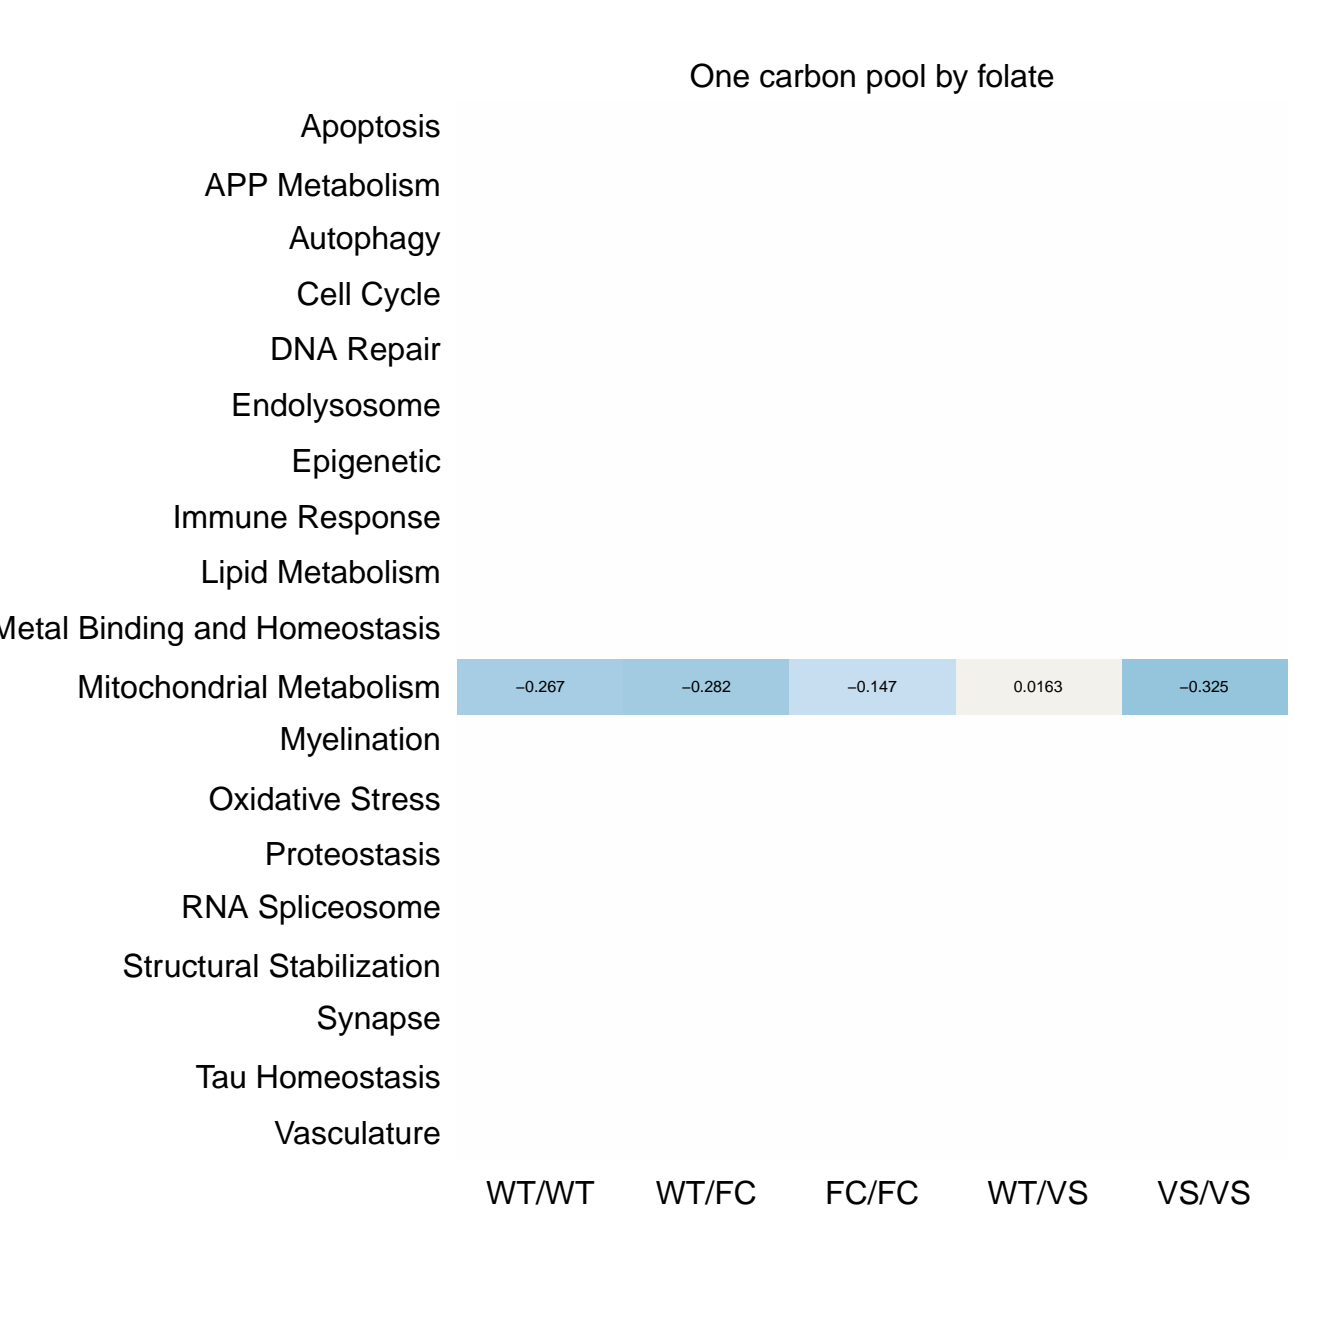 One carbon pool by folate
Apoptosis
APP Metabolism
Autophagy
Cell Cycle
DNA Repair
Endolysosome
Epigenetic
Immune Response
Lipid Metabolism
Metal Binding and Homeostasis
Mitochondrial Metabolism −0.267 −0.282 −0.147 0.0163 −0.325
Myelination
Oxidative Stress
Proteostasis
RNA Spliceosome
Structural Stabilization
Synapse
Tau Homeostasis
Vasculature
WT/WT WT/FC FC/FC WT/VS VS/VS